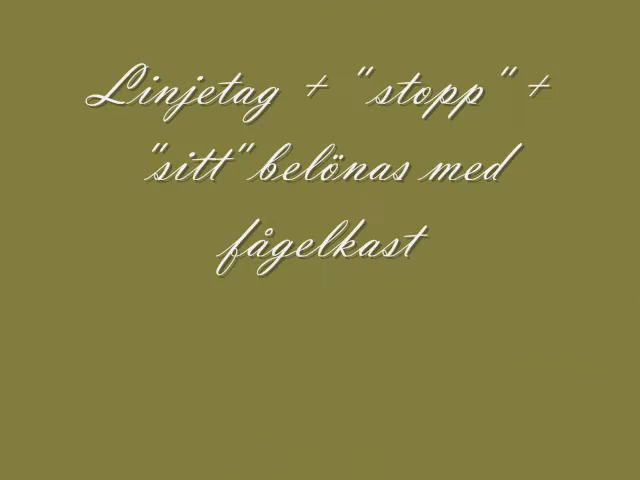 Linjetag + "stopp" +
"sitt" belönas med
fågelkast